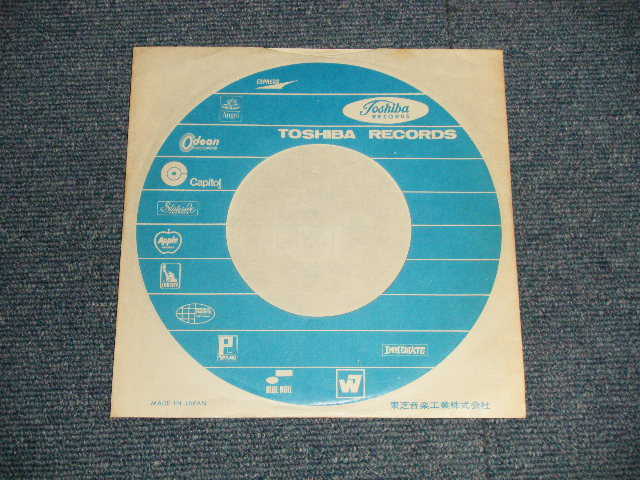 EXPRESS
Angel
Toshiba
RECORDS
TOSHIBA RECORDS
Odeon
RECORDS
Capitol
Stateside
Apple
LIBERTY
IMMEDIATE
BLUE NOTE
MADE IN JAPAN
東芝音楽工業株式会社